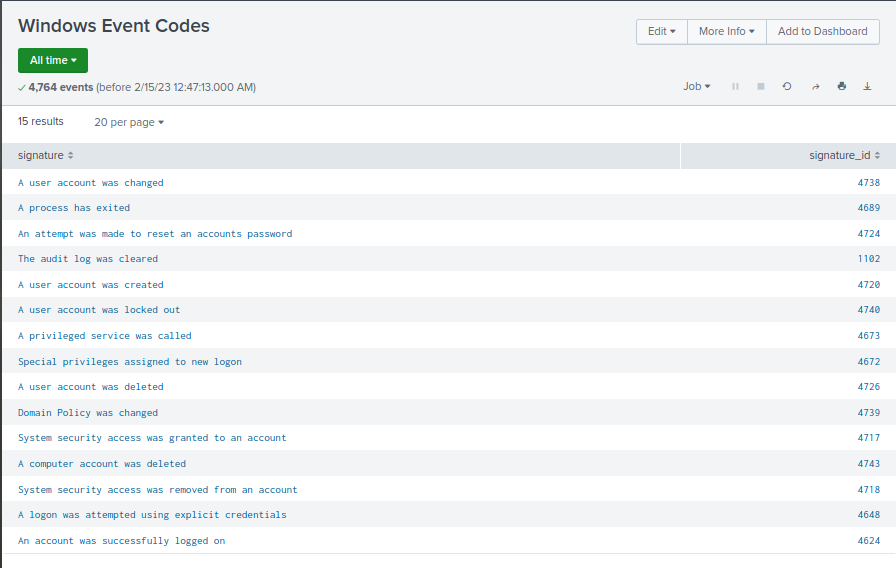 Windows Event Codes
Edit More Info Add to Dashboard
All time
4,764 events (before 2/15/23 12:47:13.000 AM)
Job
15 results 20 per page
signature signature_id
A user account was changed 4738
A process has exited 4689
An attempt was made to reset an accounts password 4724
The audit log was cleared 1102
A user account was created 4720
A user account was locked out 4740
A privileged service was called 4673
Special privileges assigned to new logon 4672
A user account was deleted 4726
Domain Policy was changed 4739
System security access was granted to an account 4717
A computer account was deleted 4743
System security access was removed from an account 4718
A logon was attempted using explicit credentials 4648
An account was successfully logged on 4624